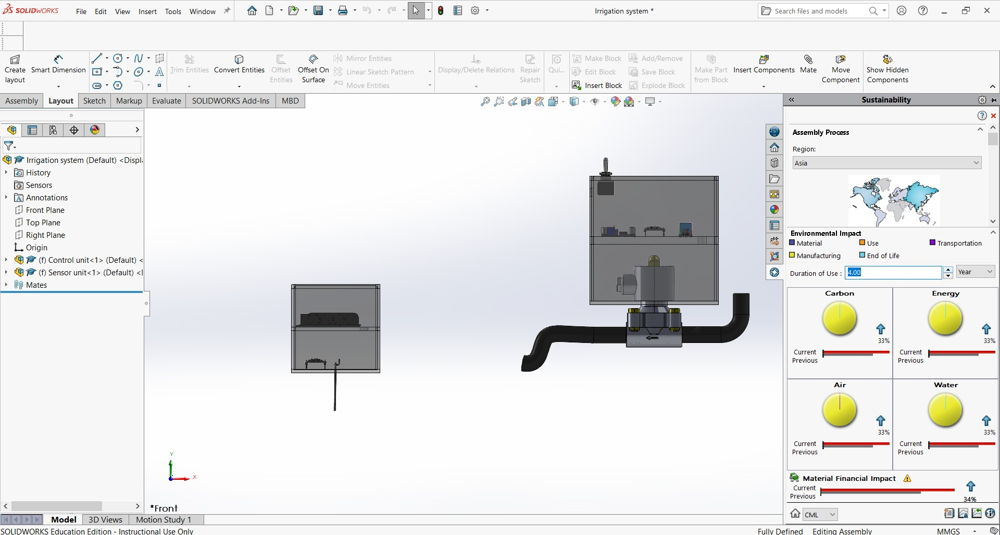 SOLIDWORKS
File Edit View Insert Tools Window
Irrigation system *
Search files and models
Create layout
Smart Dimension
Trim Entities
Convert Entities
Offset Entities
Offset On Surface
Mirror Entities
Linear Sketch Pattern
Move Entities
Display/Delete Relations
Repair Sketch
Qui...
Make Block
Edit Block
Insert Block
Add/Remove
Save Block
Explode Block
Make Part from Block
Insert Components
Mate
Move Component
Show Hidden Components
Assembly Layout Sketch Markup Evaluate SOLIDWORKS Add-Ins MBD
Irrigation system (Default) <Displ
History
Sensors
Annotations
Front Plane
Top Plane
Right Plane
Origin
(f) Control unit<1> (Default) <
(f) Sensor unit<1> (Default) <
Mates
Y
X
*Front
Sustainability
Assembly Process
Region:
Asia
Environmental Impact
Material Use Transportation
Manufacturing End of Life
Duration of Use : 4.00 Year
Carbon Energy
33% 33%
Current Current
Previous Previous
Air Water
33% 33%
Current Current
Previous Previous
Material Financial Impact
Current
Previous
34%
CML
Model 3D Views Motion Study 1
SOLIDWORKS Education Edition - Instructional Use Only
Fully Defined Editing Assembly MMGS